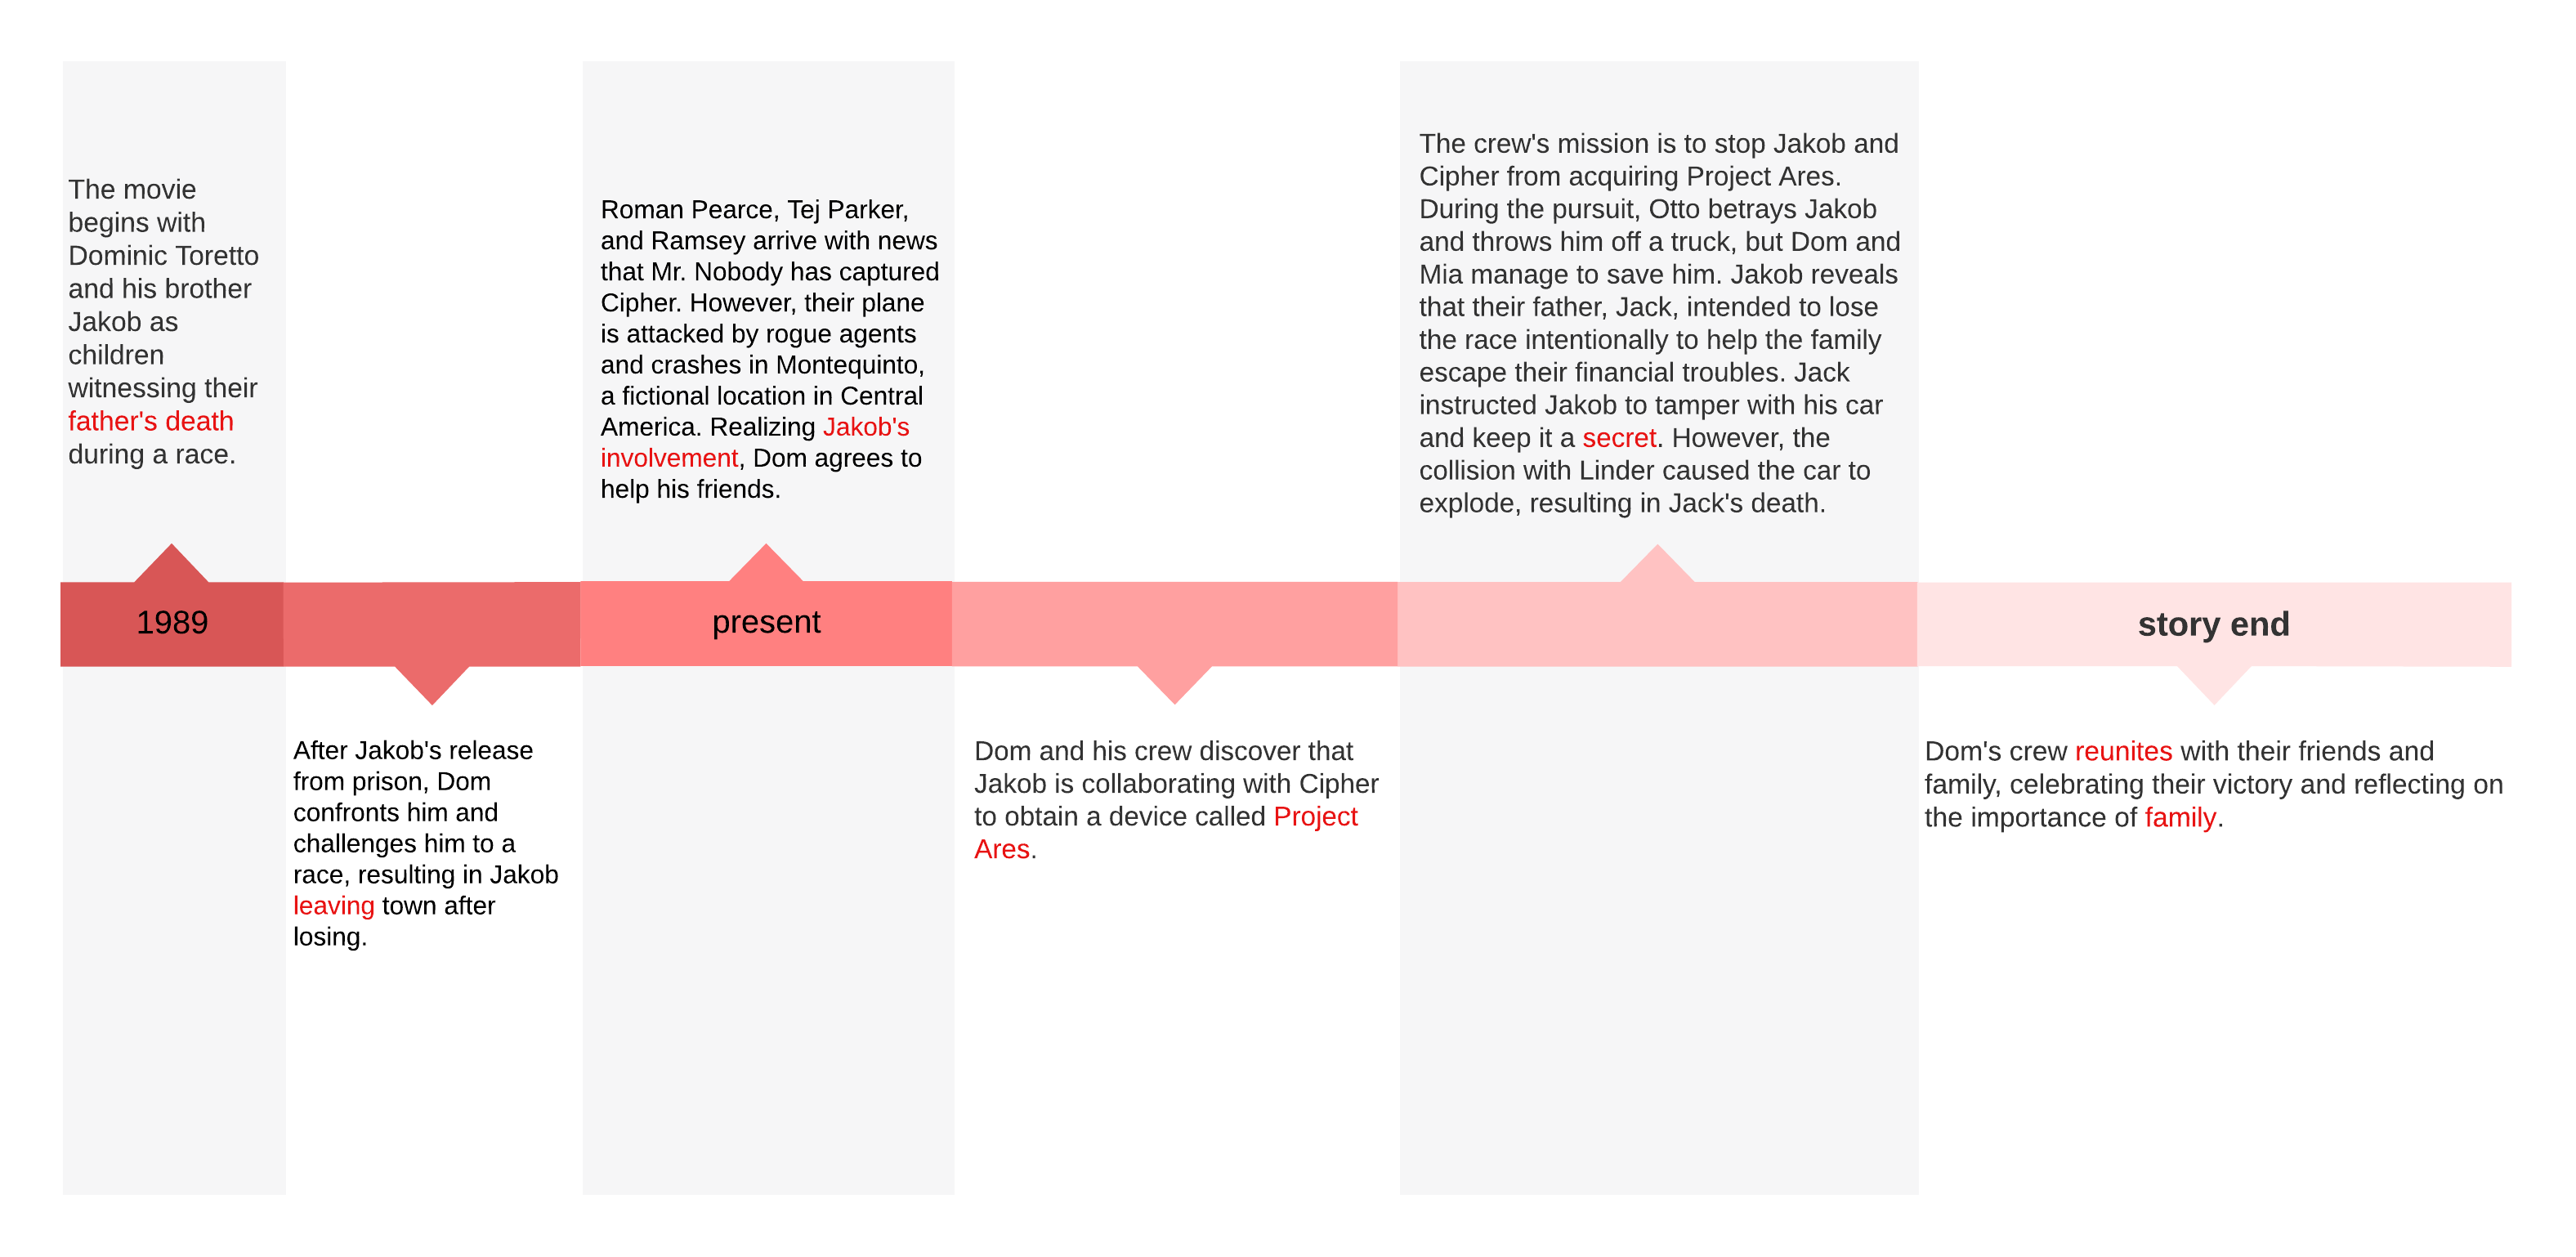 The movie
begins with
Dominic Toretto
and his brother
Jakob as
children
witnessing their
father's death
during a race.
1989
After Jakob's release
from prison, Dom
confronts him and
challenges him to a
race, resulting in Jakob
leaving town after
losing.
Roman Pearce, Tej Parker,
and Ramsey arrive with news
that Mr. Nobody has captured
Cipher. However, their plane
is attacked by rogue agents
and crashes in Montequinto,
a fictional location in Central
America. Realizing Jakob's
involvement, Dom agrees to
help his friends.
present
Dom and his crew discover that
Jakob is collaborating with Cipher
to obtain a device called Project
Ares.
The crew's mission is to stop Jakob and
Cipher from acquiring Project Ares.
During the pursuit, Otto betrays Jakob
and throws him off a truck, but Dom and
Mia manage to save him. Jakob reveals
that their father, Jack, intended to lose
the race intentionally to help the family
escape their financial troubles. Jack
instructed Jakob to tamper with his car
and keep it a secret. However, the
collision with Linder caused the car to
explode, resulting in Jack's death.
story end
Dom's crew reunites with their friends and
family, celebrating their victory and reflecting on
the importance of family.